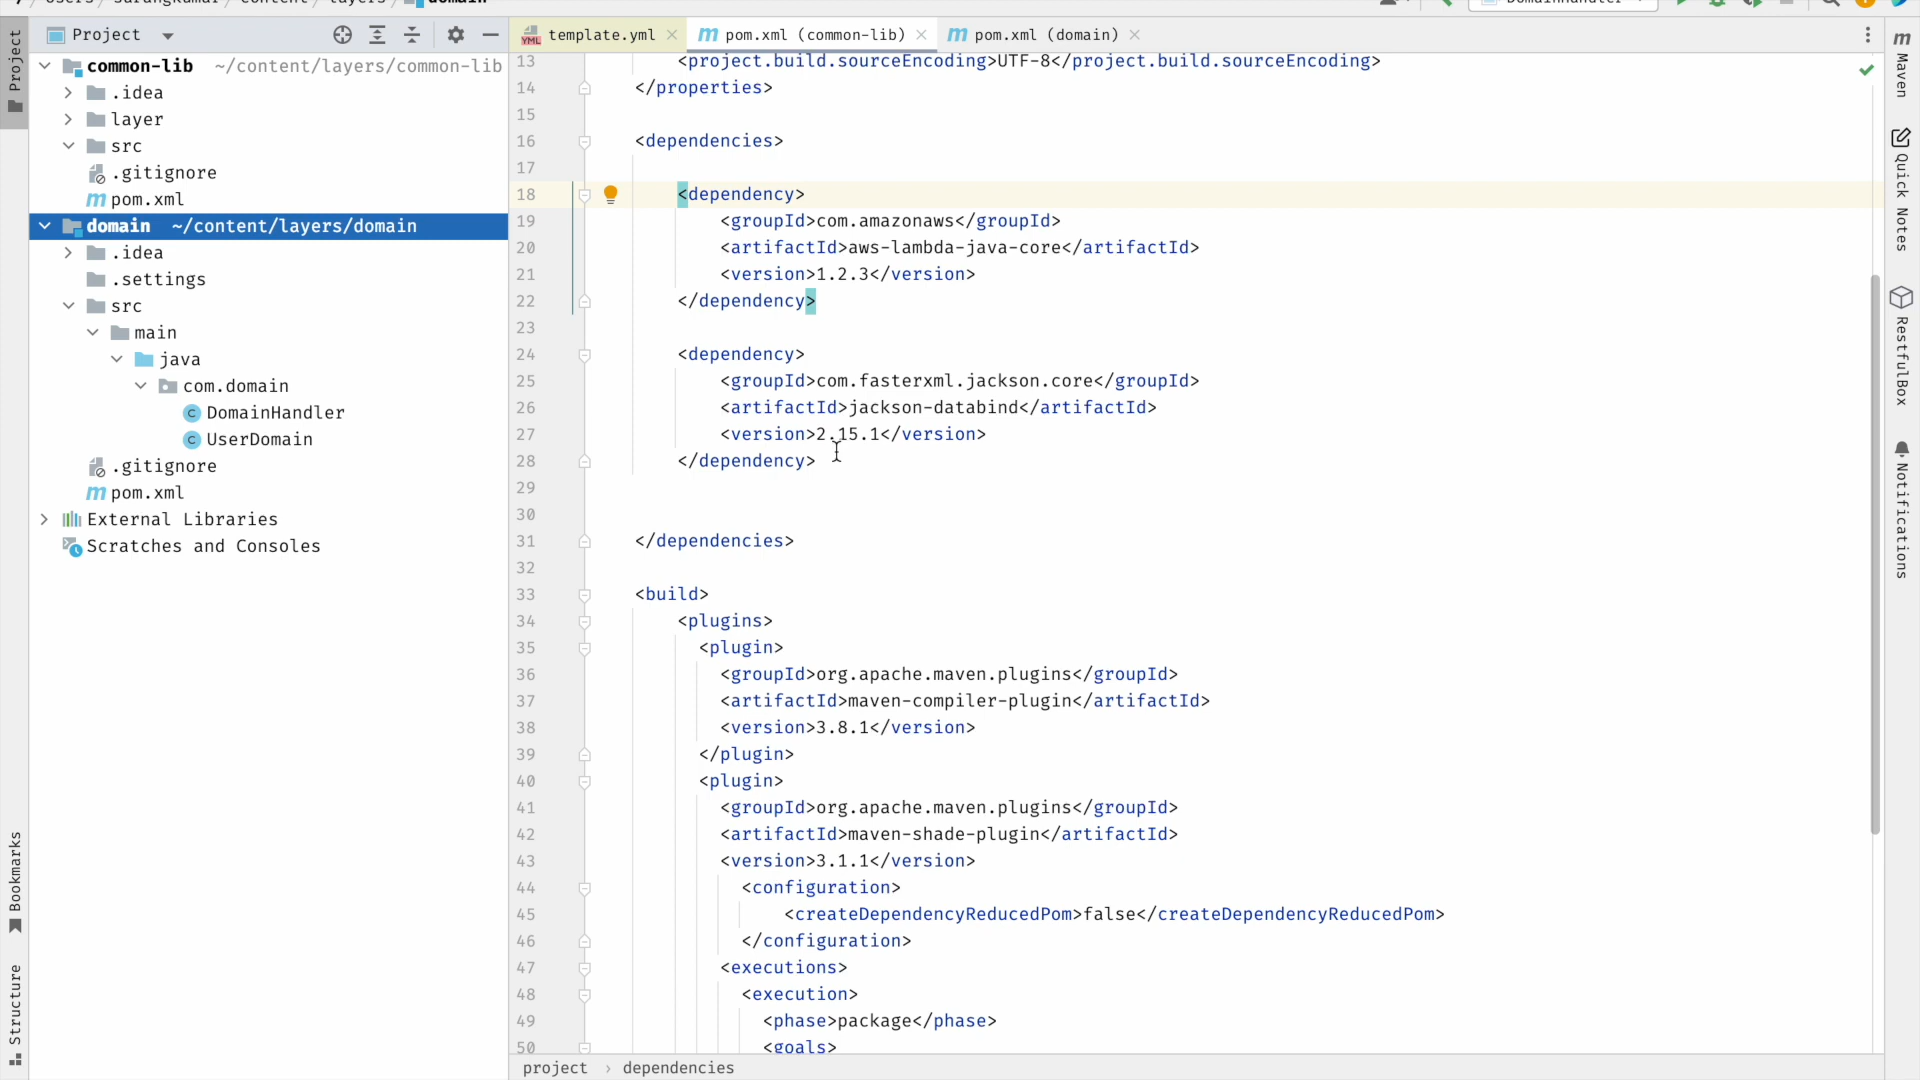 Project
template.yml
pom.xml (common-lib)
pom.xml (domain)
common-lib ~/content/layers/common-lib
.idea
layer
src
.gitignore
pom.xml
domain ~/content/layers/domain
.idea
.settings
src
main
java
com.domain
DomainHandler
UserDomain
.gitignore
pom.xml
External Libraries
Scratches and Consoles
13 <project.build.sourceEncoding>UTF-8</project.build.sourceEncoding>
14 </properties>
15
16 <dependencies>
17
18 <dependency>
19 <groupId>com.amazonaws</groupId>
20 <artifactId>aws-lambda-java-core</artifactId>
21 <version>1.2.3</version>
22 </dependency>
23
24 <dependency>
25 <groupId>com.fasterxml.jackson.core</groupId>
26 <artifactId>jackson-databind</artifactId>
27 <version>2.15.1</version>
28 </dependency>
29
30
31 </dependencies>
32
33 <build>
34 <plugins>
35 <plugin>
36 <groupId>org.apache.maven.plugins</groupId>
37 <artifactId>maven-compiler-plugin</artifactId>
38 <version>3.8.1</version>
39 </plugin>
40 <plugin>
41 <groupId>org.apache.maven.plugins</groupId>
42 <artifactId>maven-shade-plugin</artifactId>
43 <version>3.1.1</version>
44 <configuration>
45 <createDependencyReducedPom>false</createDependencyReducedPom>
46 </configuration>
47 <executions>
48 <execution>
49 <phase>package</phase>
50 <goals>
project › dependencies
Project
Bookmarks
Structure
Maven
Quick Notes
RestfulBox
Notifications